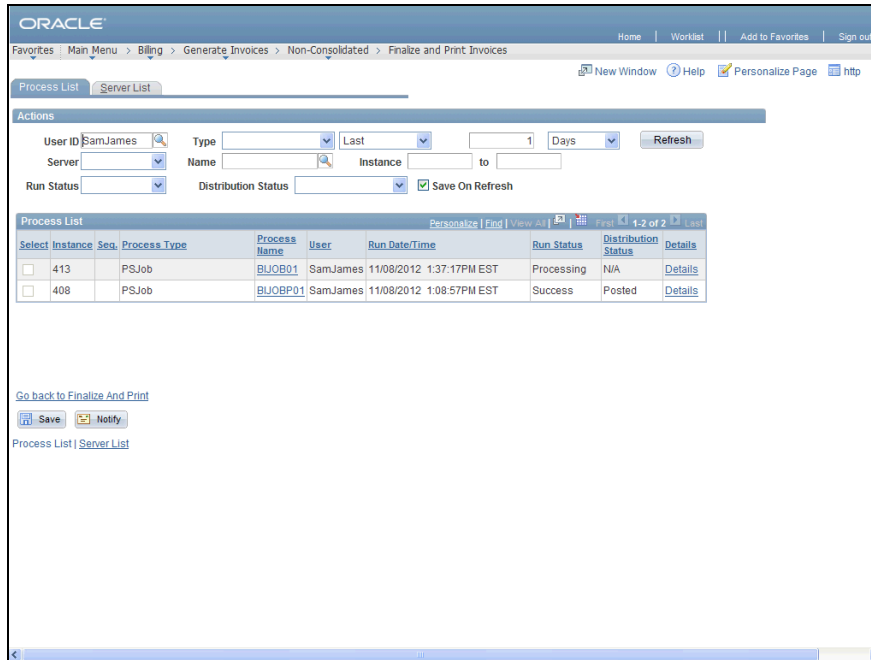 ORACLE
Home | Worklist || Add to Favorites | Sign out
Favorites | Main Menu > Billing > Generate Invoices > Non-Consolidated > Finalize and Print Invoices
New Window Help Personalize Page http
Process List Server List
Actions
User ID SamJames Type Last 1 Days Refresh
Server Name Instance to
Run Status Distribution Status Save On Refresh
Process List Personalize | Find | View All | First 1-2 of 2 Last
Select Instance Seq. Process Type Process Name User Run Date/Time Run Status Distribution Status Details
413 PSJob BIJOB01 SamJames 11/08/2012 1:37:17PM EST Processing N/A Details
408 PSJob BIJOBP01 SamJames 11/08/2012 1:08:57PM EST Success Posted Details
Go back to Finalize And Print
Save Notify
Process List | Server List